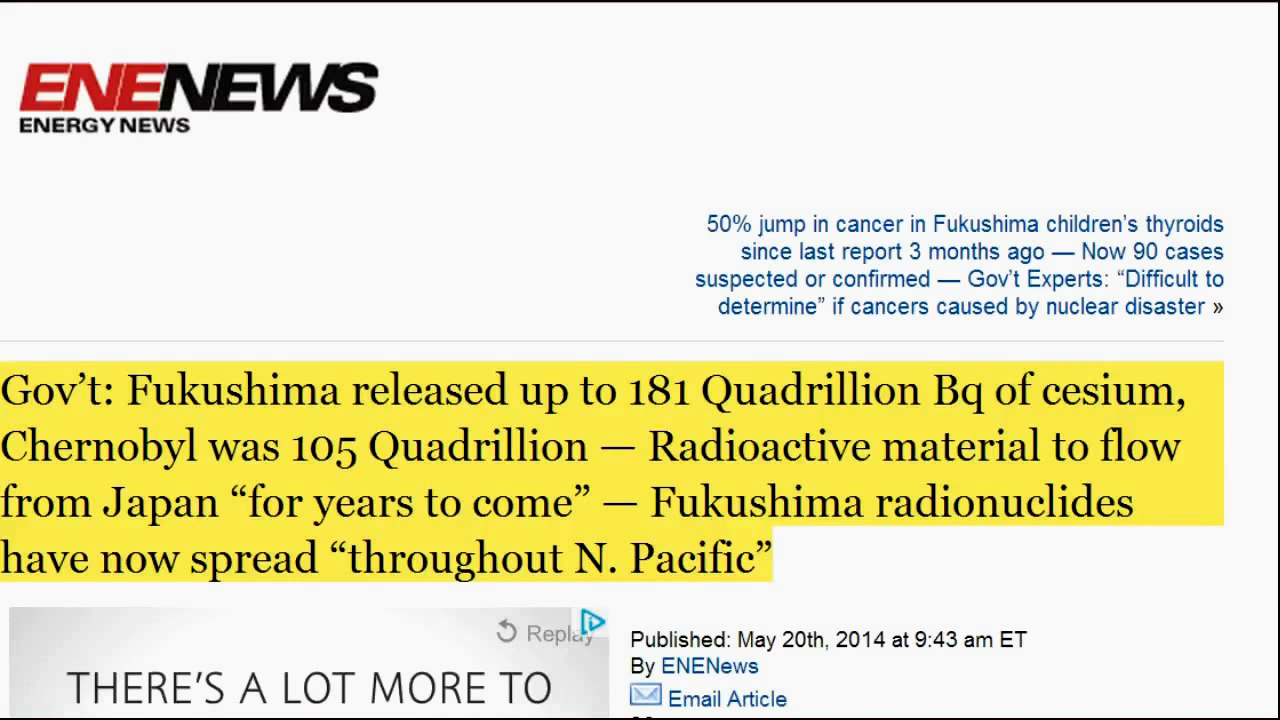 ENENEWS
ENERGY NEWS
50% jump in cancer in Fukushima children’s thyroids
since last report 3 months ago — Now 90 cases
suspected or confirmed — Gov’t Experts: “Difficult to
determine” if cancers caused by nuclear disaster »
Gov’t: Fukushima released up to 181 Quadrillion Bq of cesium,
Chernobyl was 105 Quadrillion — Radioactive material to flow
from Japan “for years to come” — Fukushima radionuclides
have now spread “throughout N. Pacific”
Replay
THERE’S A LOT MORE TO
Published: May 20th, 2014 at 9:43 am ET
By ENENews
Email Article